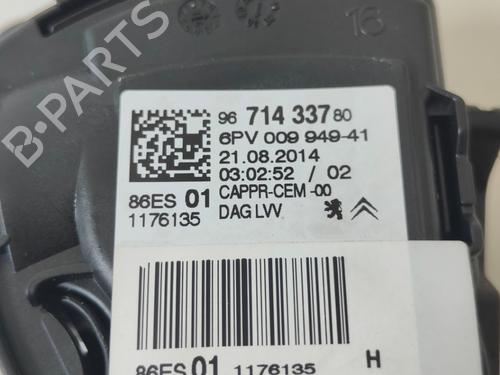 B-PARTS
16
96 714 337 80
6PV 009 949-41
21.08.2014
03:02:52 / 02
86ES 01 CAPPR-CEM -00
1176135 DAG LVV
86ES 01 1176135 H